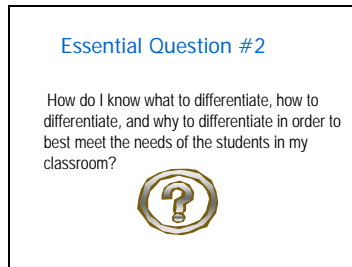 Essential Question #2
How do I know what to differentiate, how to
differentiate, and why to differentiate in order to
best meet the needs of the students in my
classroom?
?